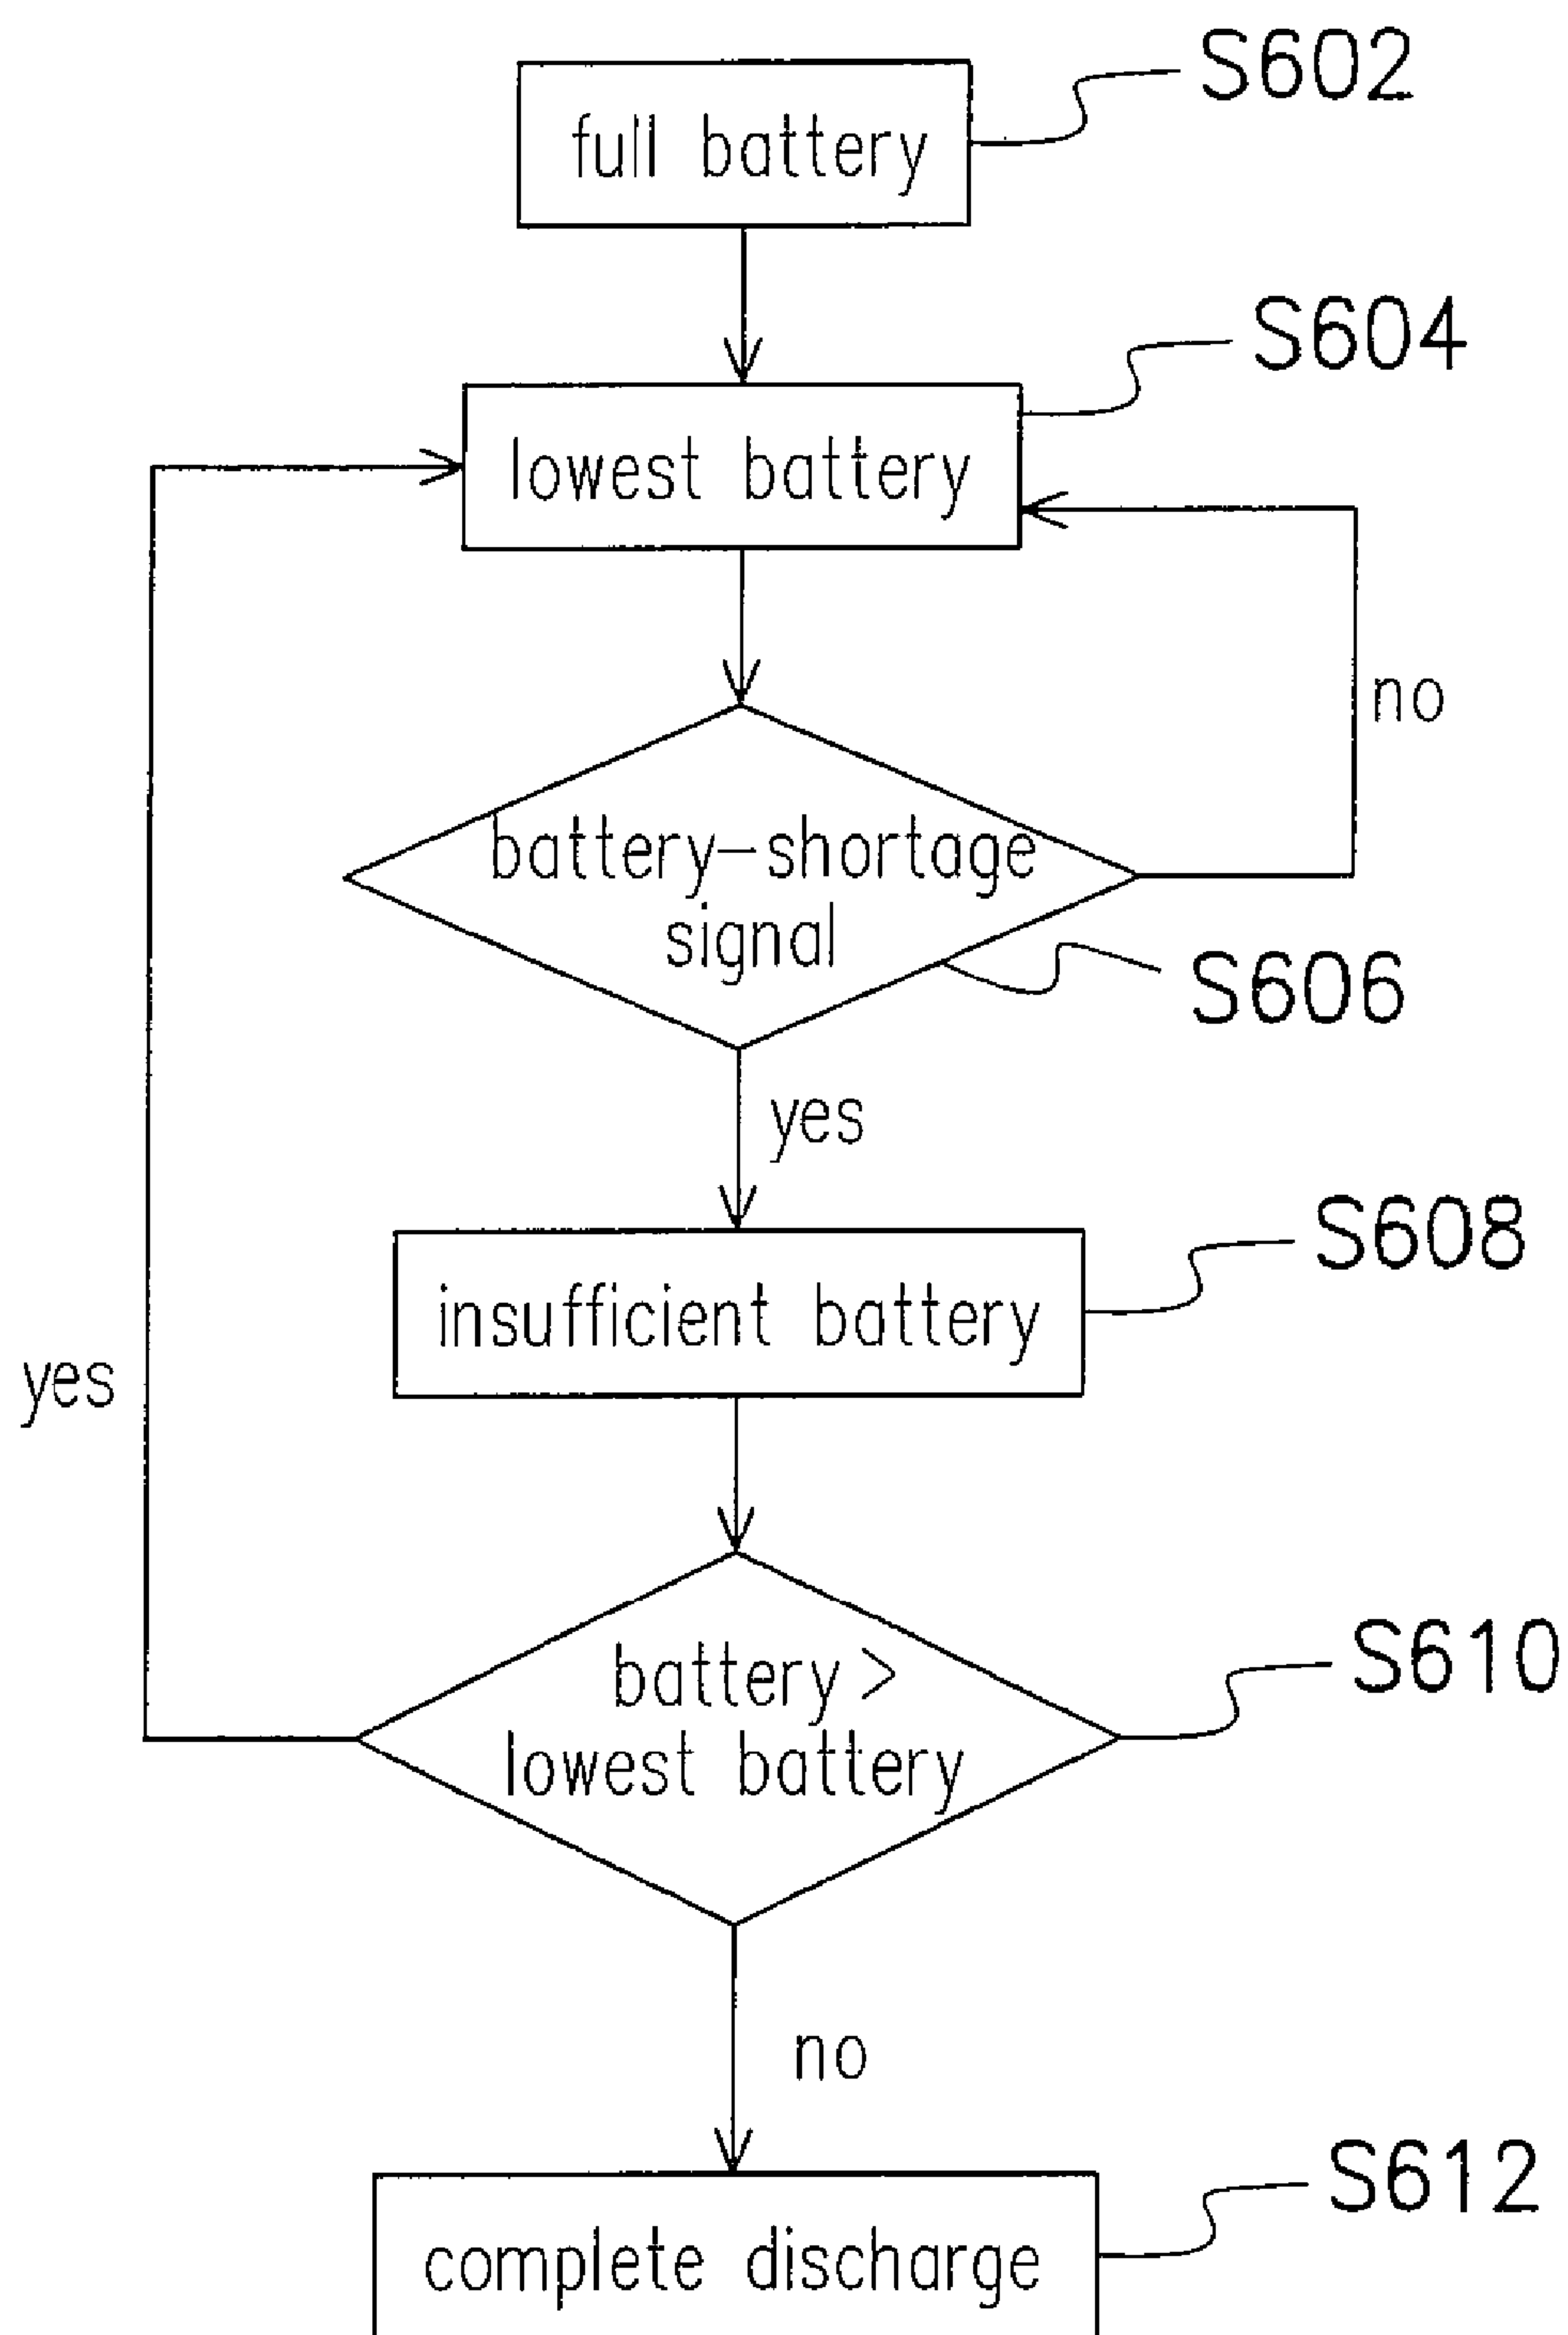 S602
full battery
S604
lowest battery
no
battery-shortage
signal
S606
yes
S608
insufficient battery
yes
S610
battery >
lowest battery
no
S612
complete discharge